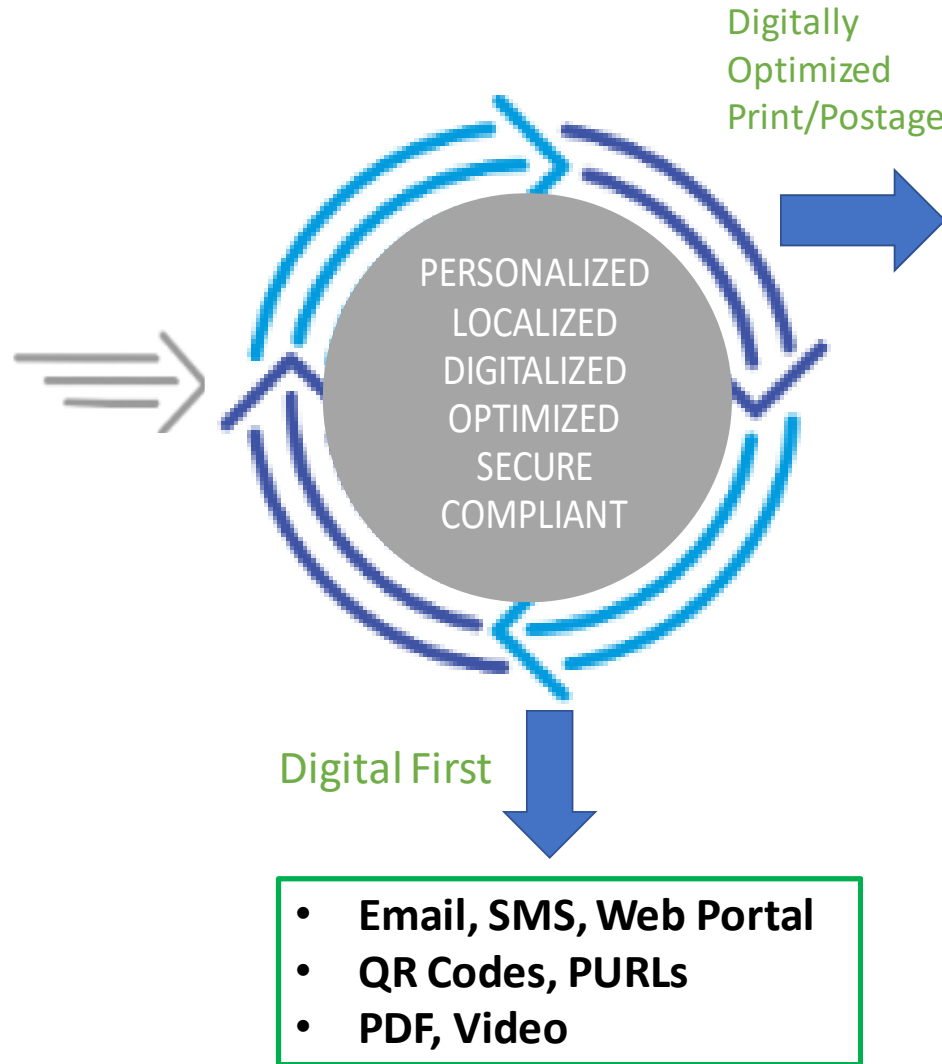 Digitally
Optimized
Print/Postage
PERSONALIZED
LOCALIZED
DIGITALIZED
OPTIMIZED
SECURE
COMPLIANT
Digital First
• Email, SMS, Web Portal
• QR Codes, PURLs
• PDF, Video